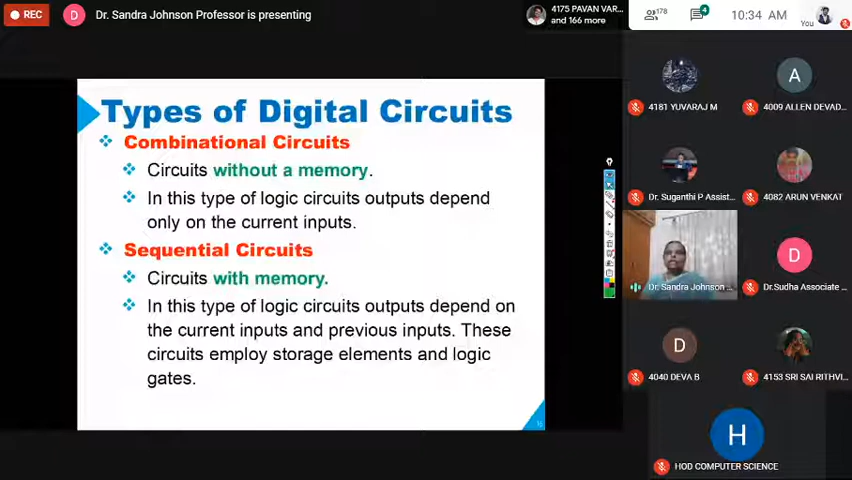 REC
D
Dr. Sandra Johnson Professor is presenting
4175 PAVAN VAR...
and 166 more
178
4
10:34 AM
You
Types of Digital Circuits
Combinational Circuits
Circuits without a memory.
In this type of logic circuits outputs depend
only on the current inputs.
Sequential Circuits
Circuits with memory.
In this type of logic circuits outputs depend on
the current inputs and previous inputs. These
circuits employ storage elements and logic
gates.
4181 YUVARAJ M
A
4009 ALLEN DEVAD...
Dr. Suganthi P Assist...
4082 ARUN VENKAT
Dr. Sandra Johnson ...
D
Dr.Sudha Associate ...
D
4040 DEVA B
4153 SRI SAI RITHVI...
H
HOD COMPUTER SCIENCE